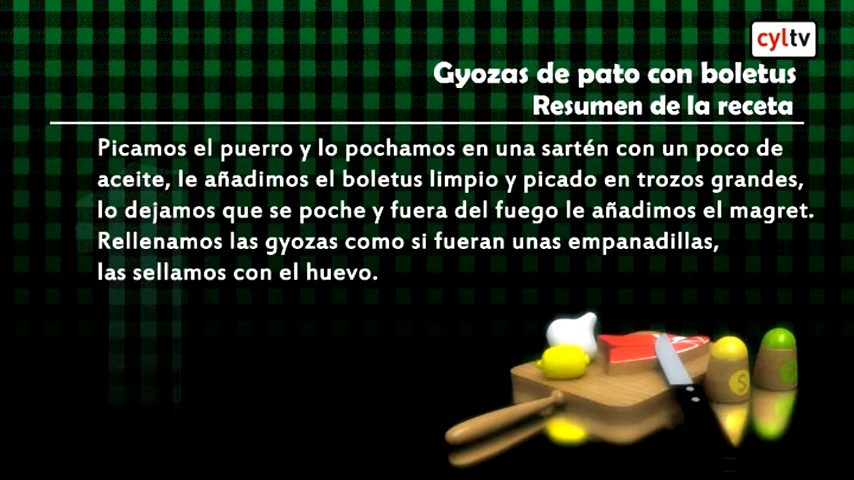 cyltv
Gyozas de pato con boletus
Resumen de la receta
Picamos el puerro y lo pochamos en una sartén con un poco de
aceite, le añadimos el boletus limpio y picado en trozos grandes,
lo dejamos que se poche y fuera del fuego le añadimos el magret.
Rellenamos las gyozas como si fueran unas empanadillas,
las sellamos con el huevo.
S